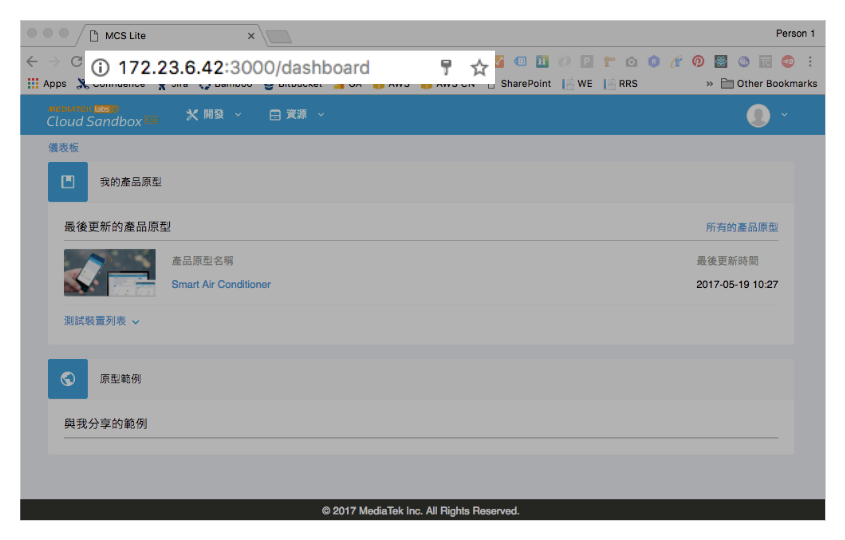 MCS Lite
Person 1
172.23.6.42:3000/dashboard
Apps Confluence Jira Bamboo Bitbucket GA AWS AWS CN SharePoint WE RRS » Other Bookmarks
MEDIATEK labs
Cloud Sandbox
開發
資源
儀表板
我的產品原型
最後更新的產品原型
所有的產品原型
產品原型名稱
最後更新時間
Smart Air Conditioner
2017-05-19 10:27
測試裝置列表
原型範例
與我分享的範例
© 2017 MediaTek Inc. All Rights Reserved.